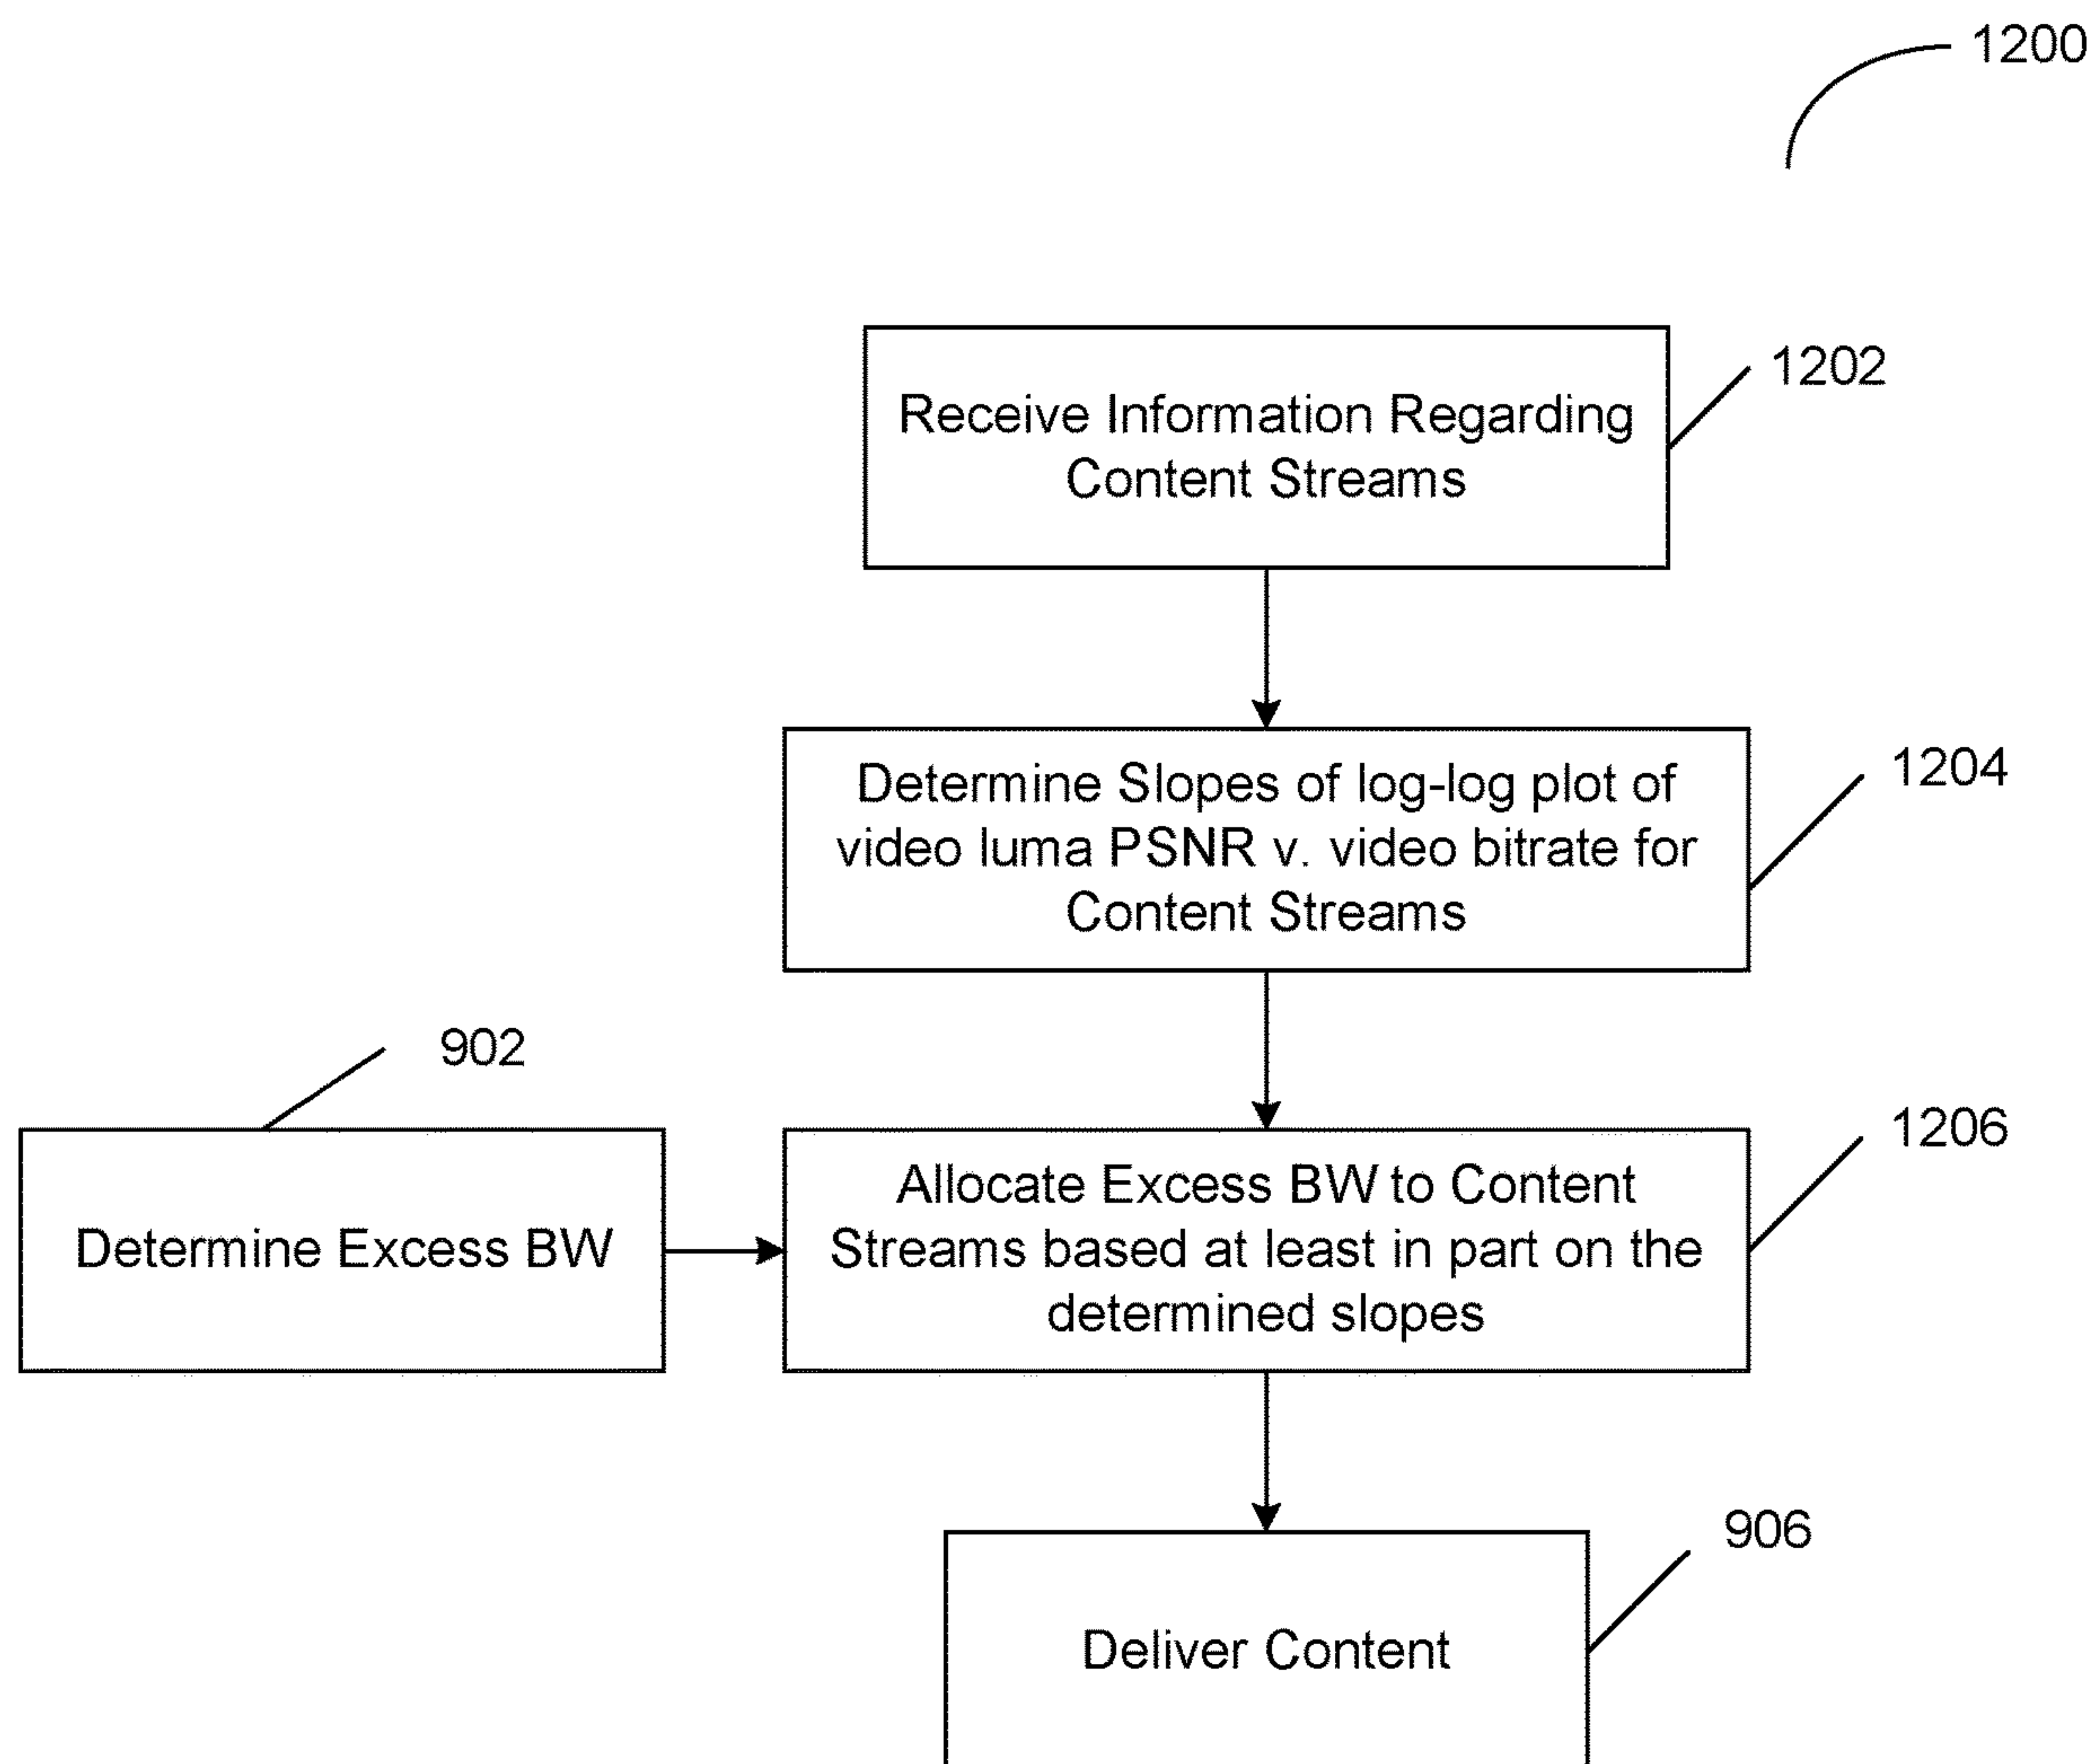 1200
Receive Information Regarding
Content Streams
1202
Determine Slopes of log-log plot of
video luma PSNR v. video bitrate for
Content Streams
1204
902
Determine Excess BW
Allocate Excess BW to Content
Streams based at least in part on the
determined slopes
1206
Deliver Content
906